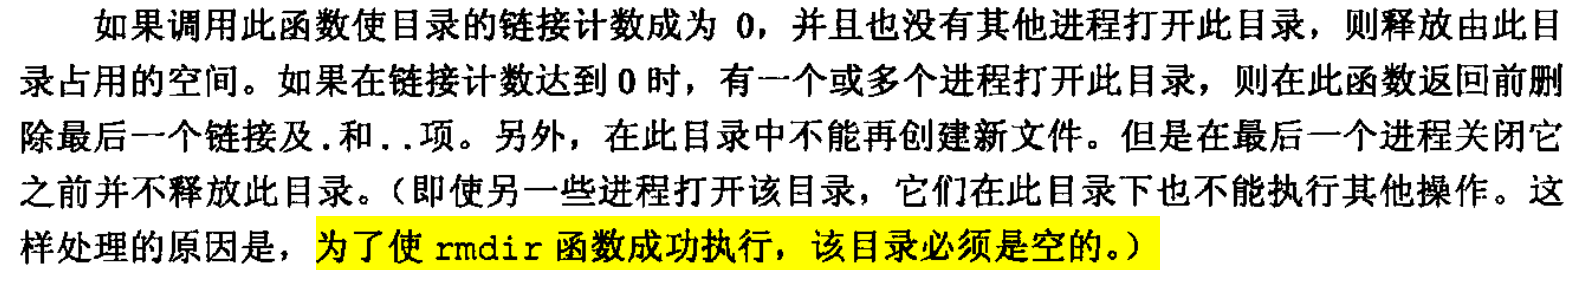 如果调用此函数使目录的链接计数成为 0，并且也没有其他进程打开此目录，则释放由此目
录占用的空间。如果在链接计数达到 0 时，有一个或多个进程打开此目录，则在此函数返回前删
除最后一个链接及.和..项。另外，在此目录中不能再创建新文件。但是在最后一个进程关闭它
之前并不释放此目录。（即使另一些进程打开该目录，它们在此目录下也不能执行其他操作。这
样处理的原因是，为了使 rmdir 函数成功执行，该目录必须是空的。）